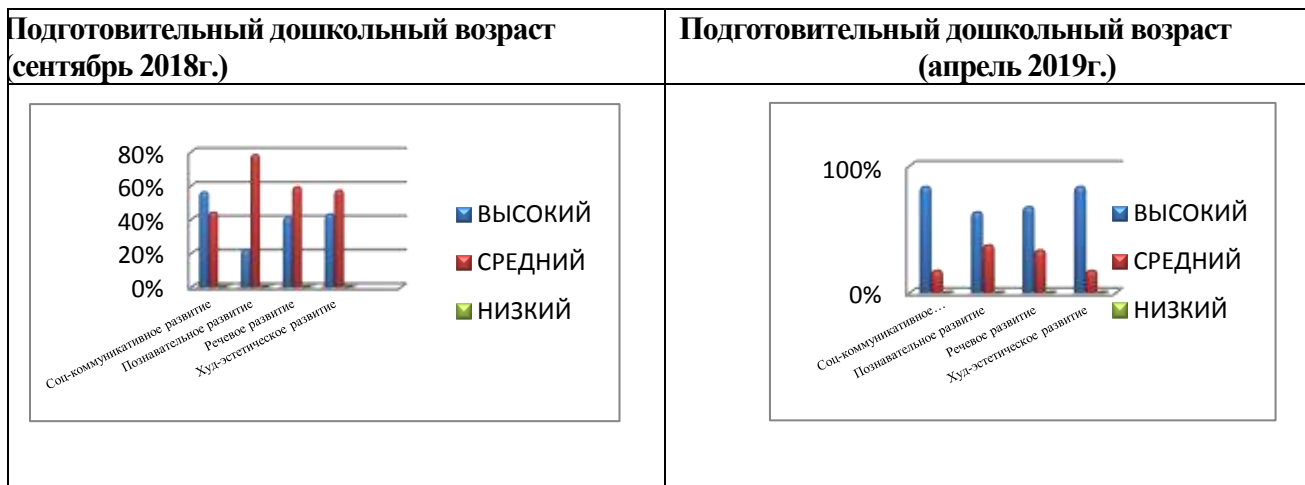 Подготовительный дошкольный возраст
(сентябрь 2018г.)
80%
60%
40%
20%
0%
Соц-коммуникативное развитие
Познавательное развитие
Речевое развитие
Худ-эстетическое развитие
ВЫСОКИЙ
СРЕДНИЙ
НИЗКИЙ
Подготовительный дошкольный возраст
(апрель 2019г.)
100%
0%
Соц-коммуникативное…
Познавательное развитие
Речевое развитие
Худ-эстетическое развитие
ВЫСОКИЙ
СРЕДНИЙ
НИЗКИЙ